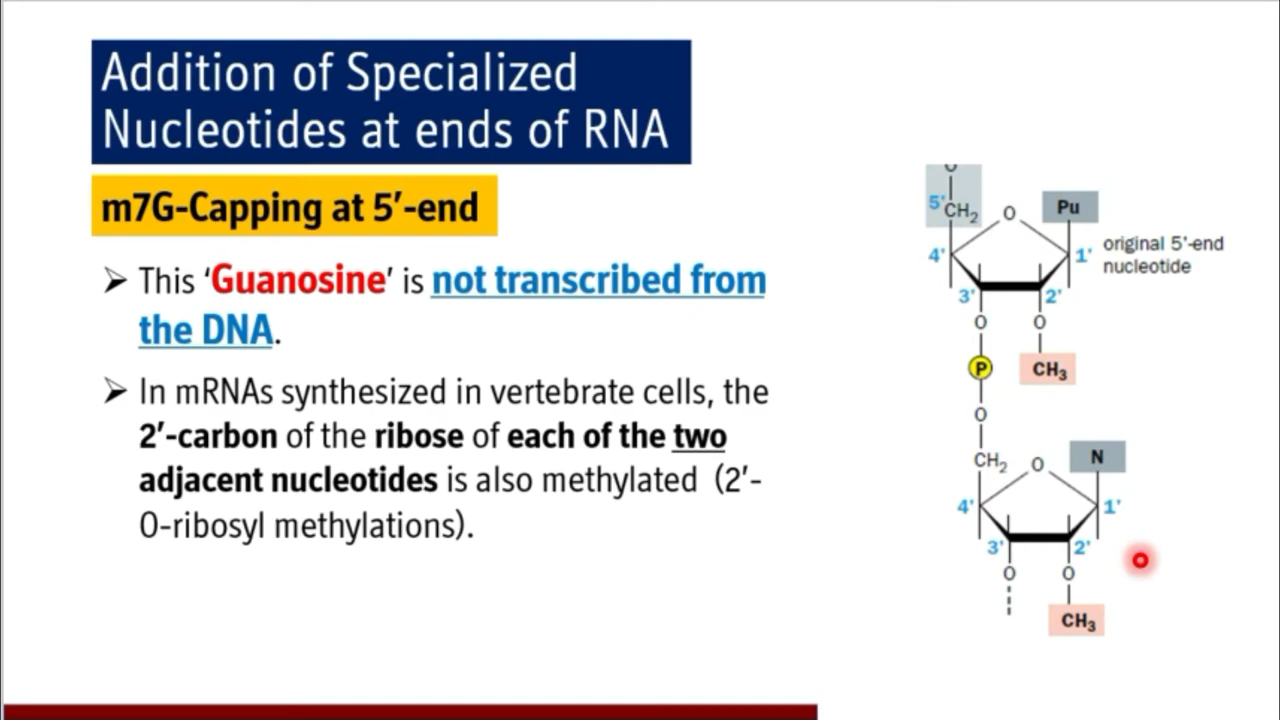 Addition of Specialized
Nucleotides at ends of RNA
m7G-Capping at 5′-end
➢ This ‘Guanosine’ is not transcribed from
the DNA.
➢ In mRNAs synthesized in vertebrate cells, the
2′-carbon of the ribose of each of the two
adjacent nucleotides is also methylated (2′-
O-ribosyl methylations).
O
5'
CH₂
O
Pu
4'
1'
original 5'-end
nucleotide
3'
2'
O
O
P
CH₃
O
CH₂
O
N
4'
1'
3'
2'
O
O
CH₃